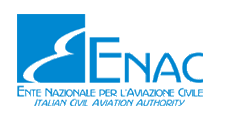 ENAC
ENTE NAZIONALE PER L'AVIAZIONE CIVILE
ITALIAN CIVIL AVIATION AUTHORITY